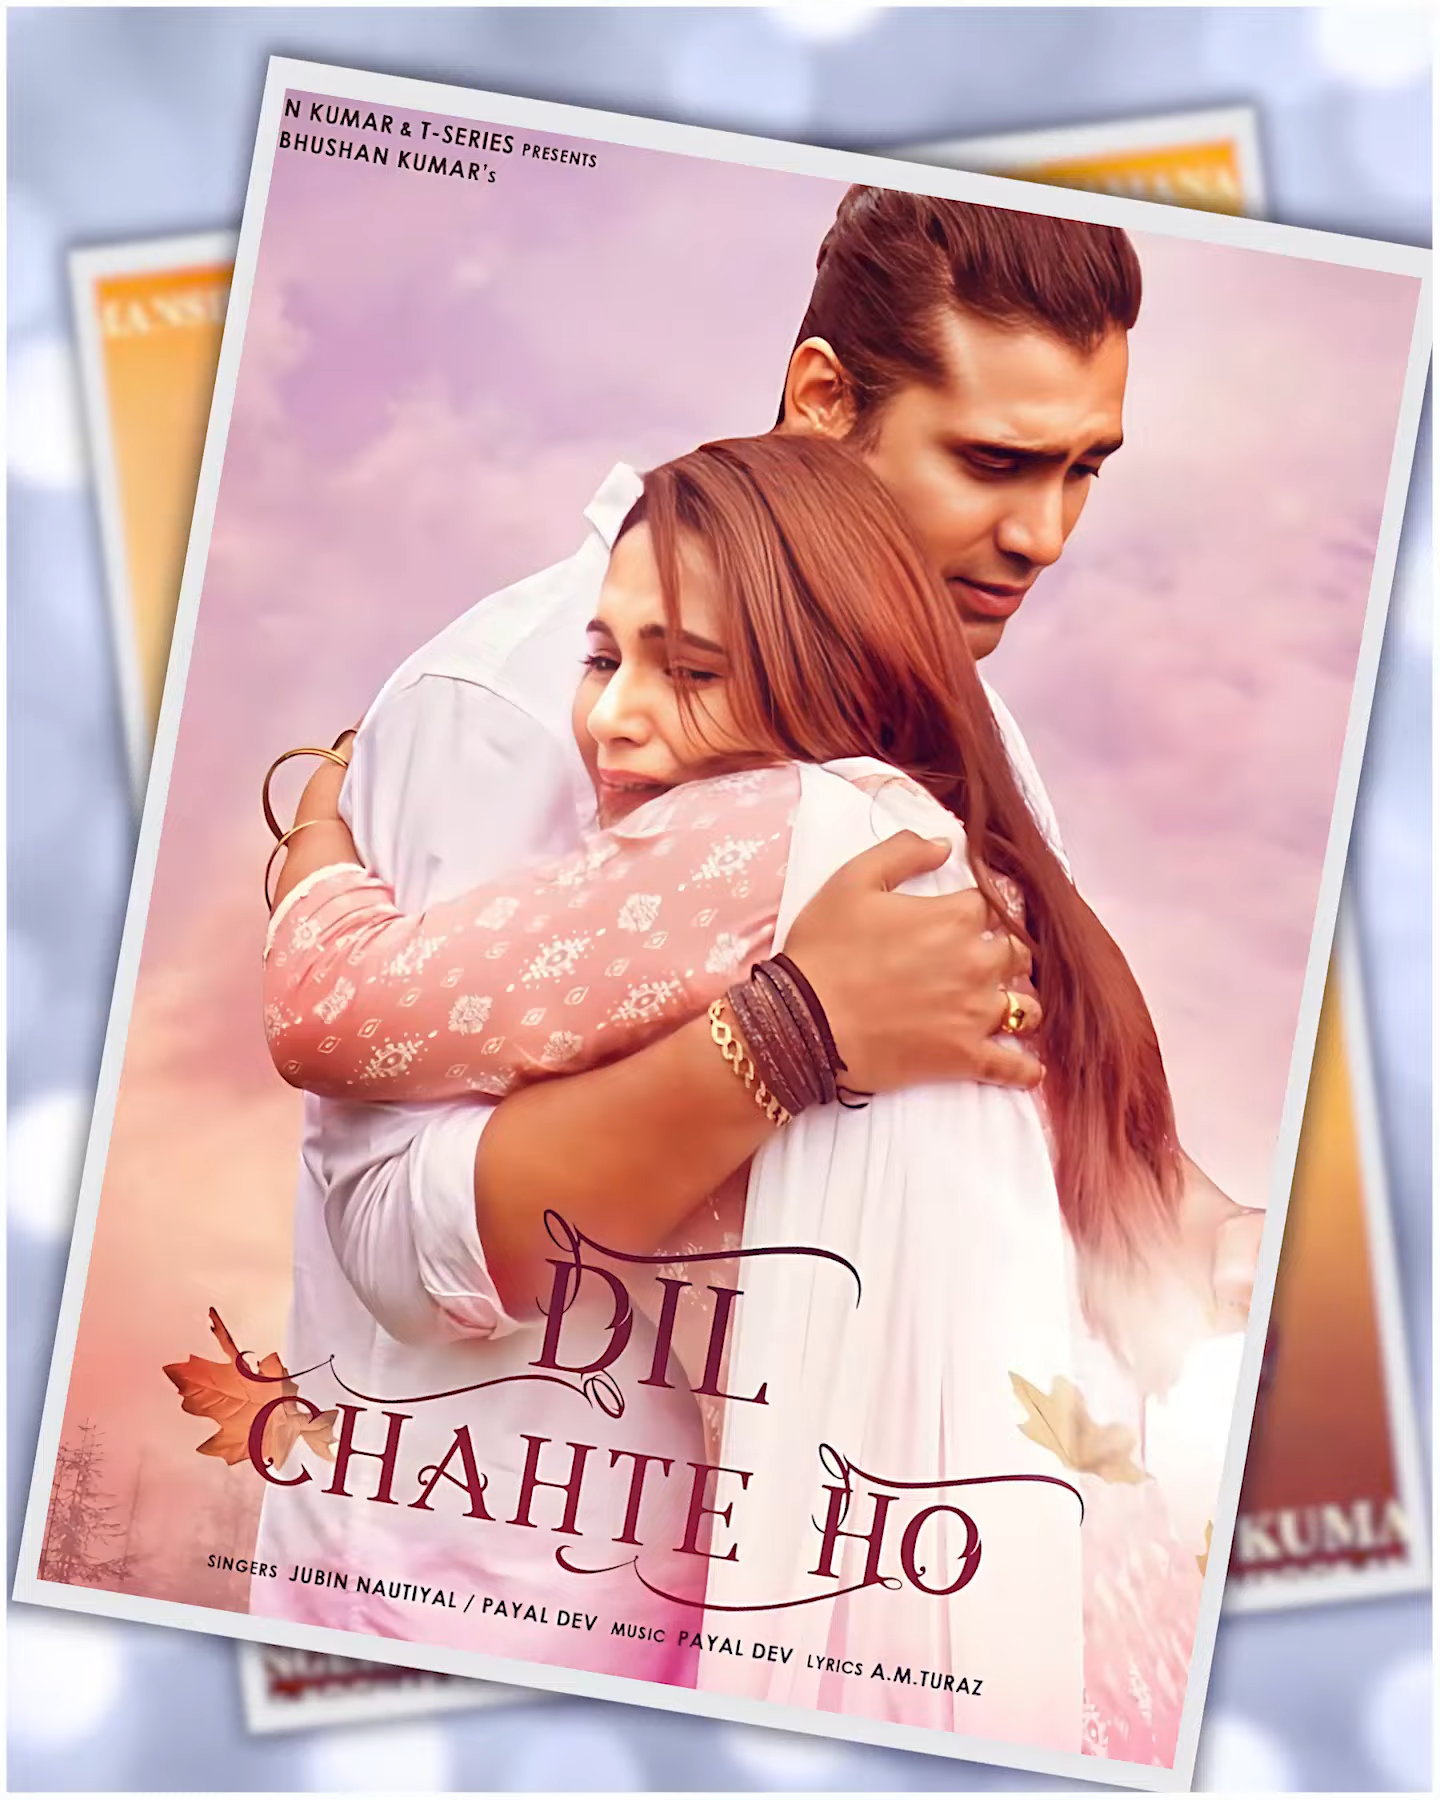 N KUMAR & T-SERIES PRESENTS
BHUSHAN KUMAR's
DIL
CHAHTE HO
SINGERS JUBIN NAUTIYAL / PAYAL DEV MUSIC PAYAL DEV LYRICS A.M.TURAZ